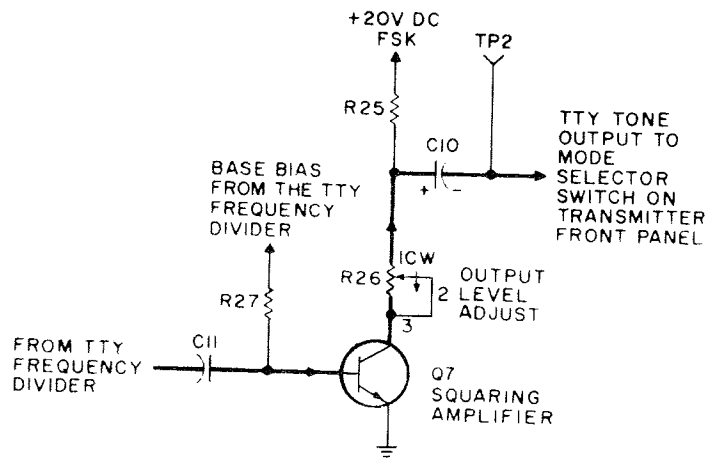 +20V DC
FSK
TP2
R25
C10
+
-
TTY TONE
OUTPUT TO
MODE
SELECTOR
SWITCH ON
TRANSMITTER
FRONT PANEL
BASE BIAS
FROM THE TTY
FREQUENCY
DIVIDER
1CW
R26
2
3
OUTPUT
LEVEL
ADJUST
R27
C11
FROM TTY
FREQUENCY
DIVIDER
Q7
SQUARING
AMPLIFIER